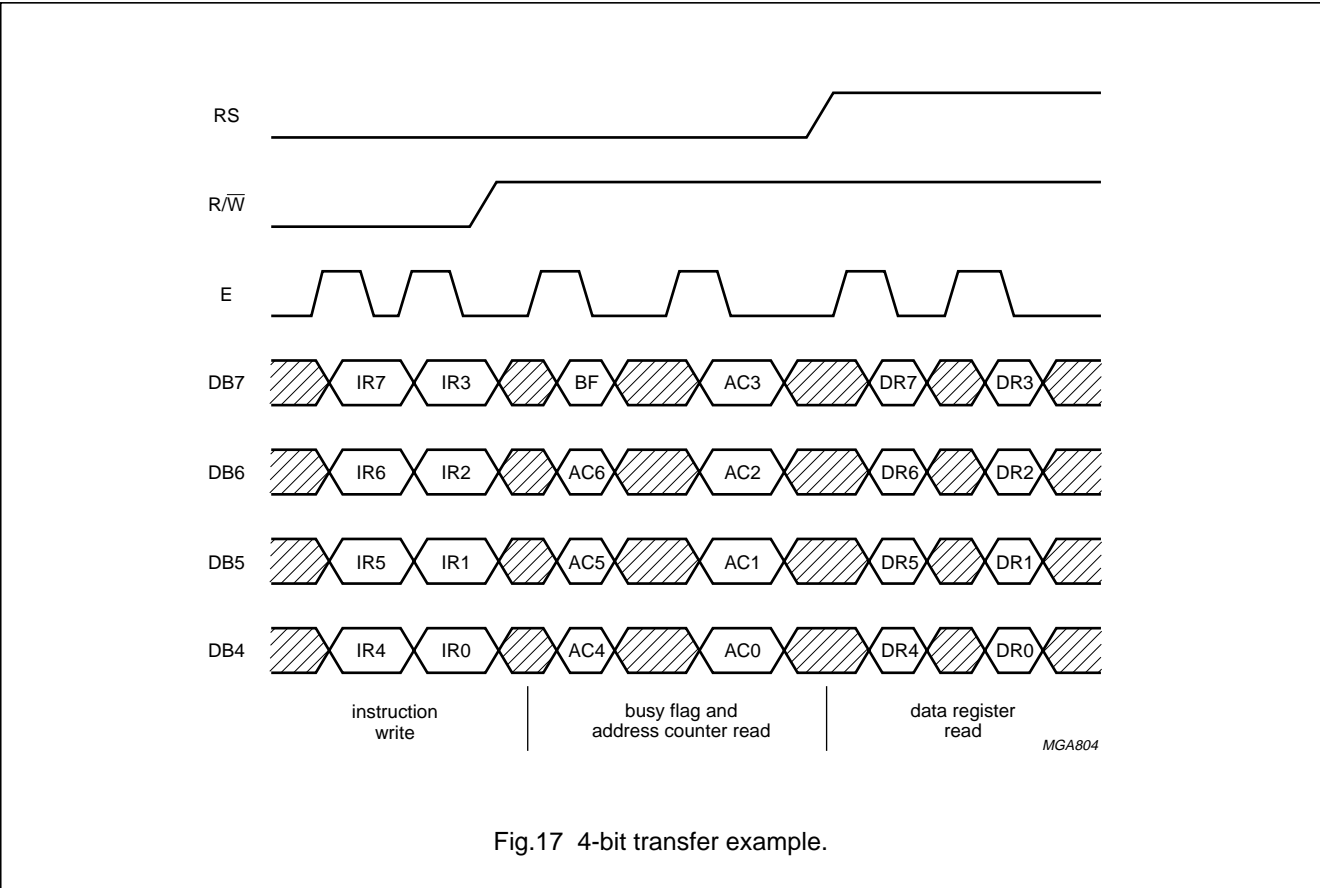 RS
R/W̅
E
DB7 IR7 IR3 BF AC3 DR7 DR3
DB6 IR6 IR2 AC6 AC2 DR6 DR2
DB5 IR5 IR1 AC5 AC1 DR5 DR1
DB4 IR4 IR0 AC4 AC0 DR4 DR0
instruction
write
busy flag and
address counter read
data register
read
MGA804
Fig.17 4-bit transfer example.